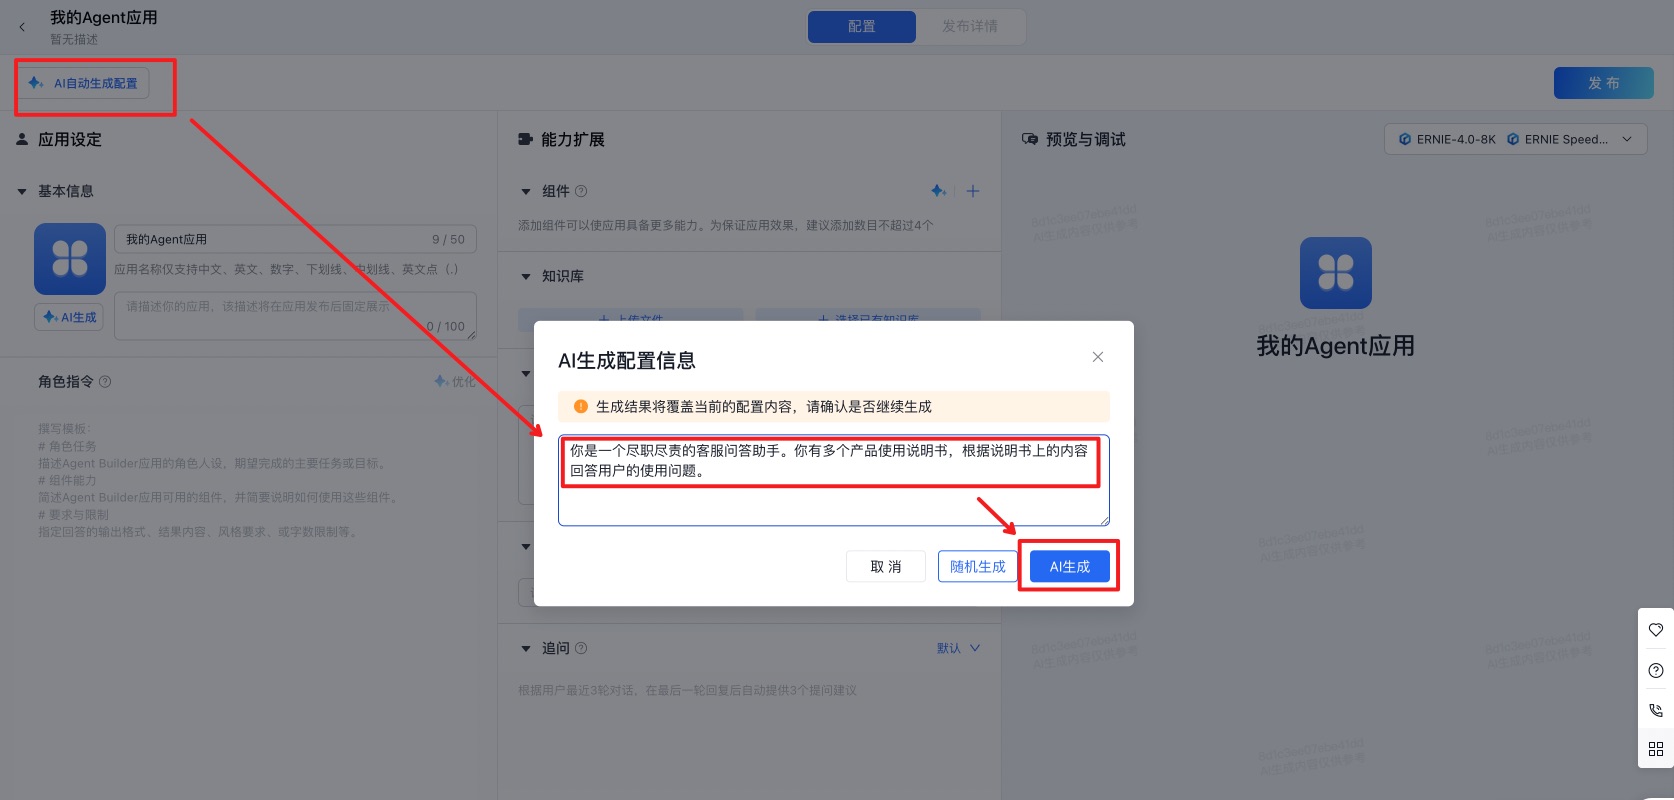 我的Agent应用
暂无描述
配置
发布详情
AI自动生成配置
发 布
应用设定
基本信息
我的Agent应用
9 / 50
应用名称仅支持中文、英文、数字、下划线、中划线、英文点（.）
AI生成
请描述你的应用，该描述将在应用发布后固定展示
0 / 100
角色指令
优化
撰写模板：
# 角色任务
描述Agent Builder应用的角色人设，期望完成的主要任务或目标。
# 组件能力
简述Agent Builder应用可用的组件，并简要说明如何使用这些组件。
# 要求与限制
指定回答的输出格式、结果内容、风格要求、或字数限制等。
能力扩展
组件
添加组件可以使应用具备更多能力。为保证应用效果，建议添加数目不超过4个
知识库
上传文件
选择已有知识库
AI生成配置信息
生成结果将覆盖当前的配置内容，请确认是否继续生成
你是一个尽职尽责的客服问答助手。你有多个产品使用说明书，根据说明书上的内容
回答用户的使用问题。
取 消
随机生成
AI生成
追问
默认
根据用户最近3轮对话，在最后一轮回复后自动提供3个提问建议
预览与调试
ERNIE-4.0-8K
ERNIE Speed...
我的Agent应用
AI生成内容仅供参考